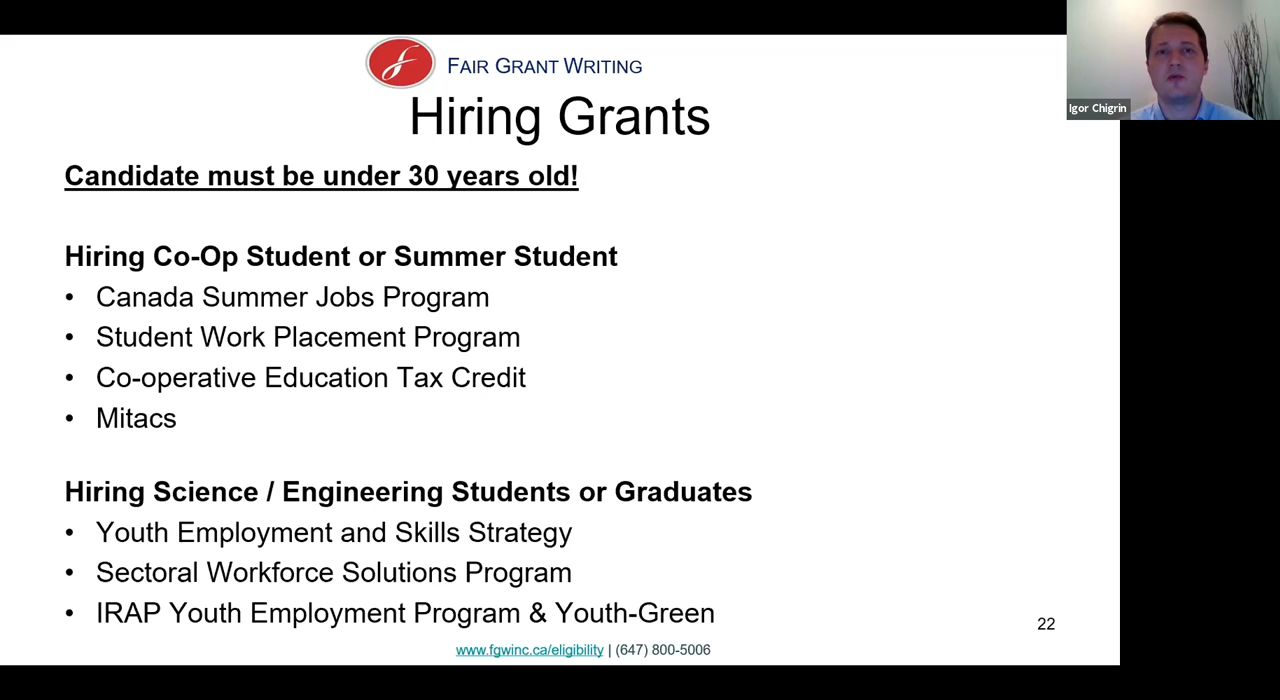 FAIR GRANT WRITING
Hiring Grants
Igor Chigrin
Candidate must be under 30 years old!
Hiring Co-Op Student or Summer Student
• Canada Summer Jobs Program
• Student Work Placement Program
• Co-operative Education Tax Credit
• Mitacs
Hiring Science / Engineering Students or Graduates
• Youth Employment and Skills Strategy
• Sectoral Workforce Solutions Program
• IRAP Youth Employment Program & Youth-Green
22
www.fgwinc.ca/eligibility | (647) 800-5006